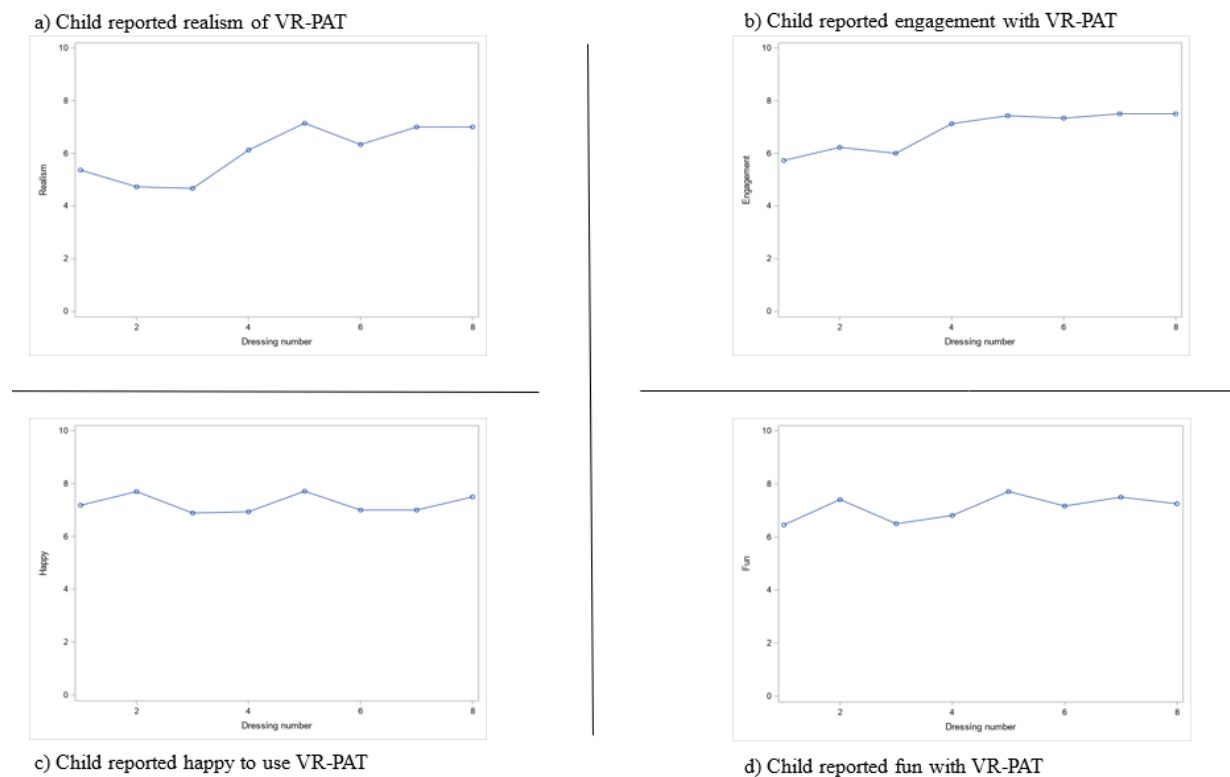 a) Child reported realism of VR-PAT
10
8
6
4
2
0
Realism
2 4 6 8
Dressing number
b) Child reported engagement with VR-PAT
10
8
6
4
2
0
Engagement
2 4 6 8
Dressing number
10
8
6
4
2
0
Happy
2 4 6 8
Dressing number
c) Child reported happy to use VR-PAT
10
8
6
4
2
0
Fun
2 4 6 8
Dressing number
d) Child reported fun with VR-PAT